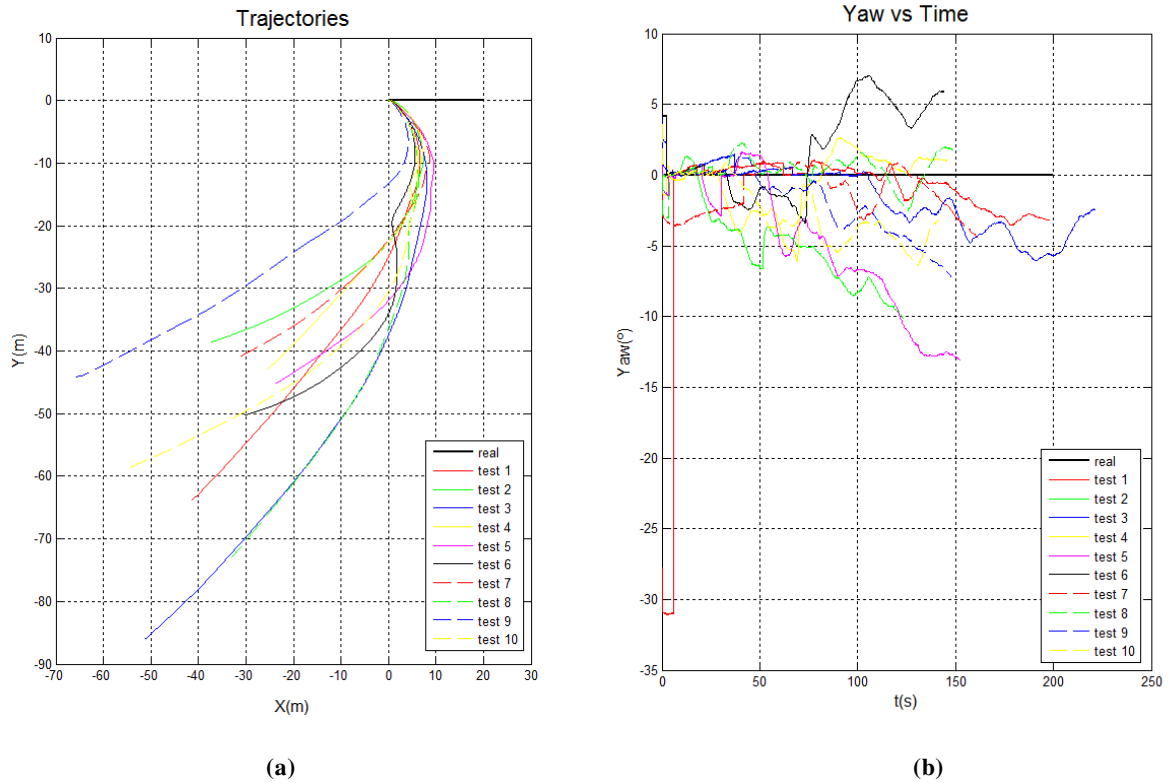 Trajectories
10
0
-10
-20
-30
-40
-50
-60
-70
-80
-90
Y(m)
-70 -60 -50 -40 -30 -20 -10 0 10 20 30
X(m)
real
test 1
test 2
test 3
test 4
test 5
test 6
test 7
test 8
test 9
test 10
(a)
Yaw vs Time
10
5
0
-5
-10
-15
-20
-25
-30
-35
Yaw(º)
0 50 100 150 200 250
t(s)
real
test 1
test 2
test 3
test 4
test 5
test 6
test 7
test 8
test 9
test 10
(b)